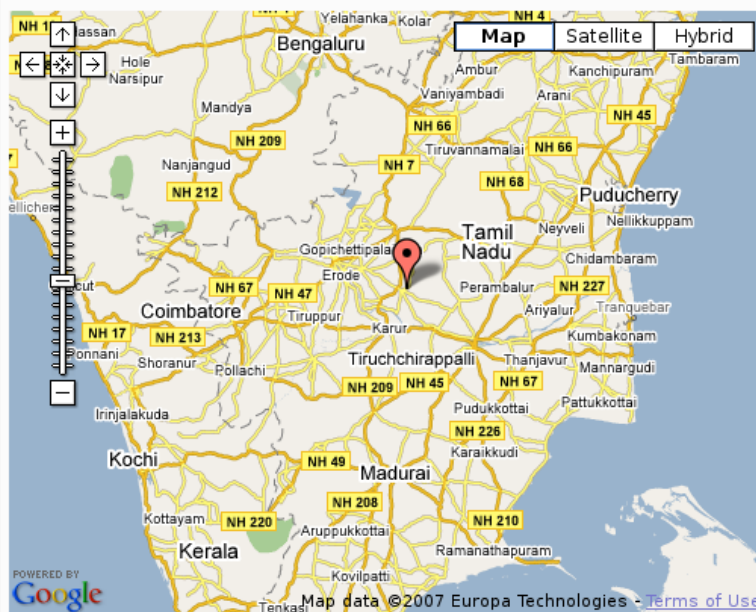 Yelahanka
Kolar
NH 4
Bengaluru
Map
Satellite
Hybrid
Hole
Narsipur
Ambur
Kanchipuram
Tambaram
Vaniyambadi
Arani
Mandya
NH 45
NH 66
NH 209
Tiruvannamalai
NH 66
Nanjangud
NH 7
NH 212
NH 68
Puducherry
Nellikkuppam
Tamil
Nadu
Neyveli
Gopichettipala
Chidambaram
Erode
NH 67
NH 47
Perambalur
NH 227
Coimbatore
Tiruppur
Ariyalur
Tranquebar
NH 17
NH 213
Karur
Kumbakonam
Ponnani
Shoranur
Pollachi
Tiruchchirappalli
Thanjavur
Mannargudi
NH 209
NH 45
NH 67
Irinjalakuda
Pudukkottai
Pattukkottai
NH 226
Kochi
NH 49
Karaikkudi
Madurai
NH 208
Kottayam
NH 220
Aruppukkottai
NH 210
Kerala
Ramanathapuram
Kovilpatti
POWERED BY
Google
Tenkasi
Map data ©2007 Europa Technologies - Terms of Us